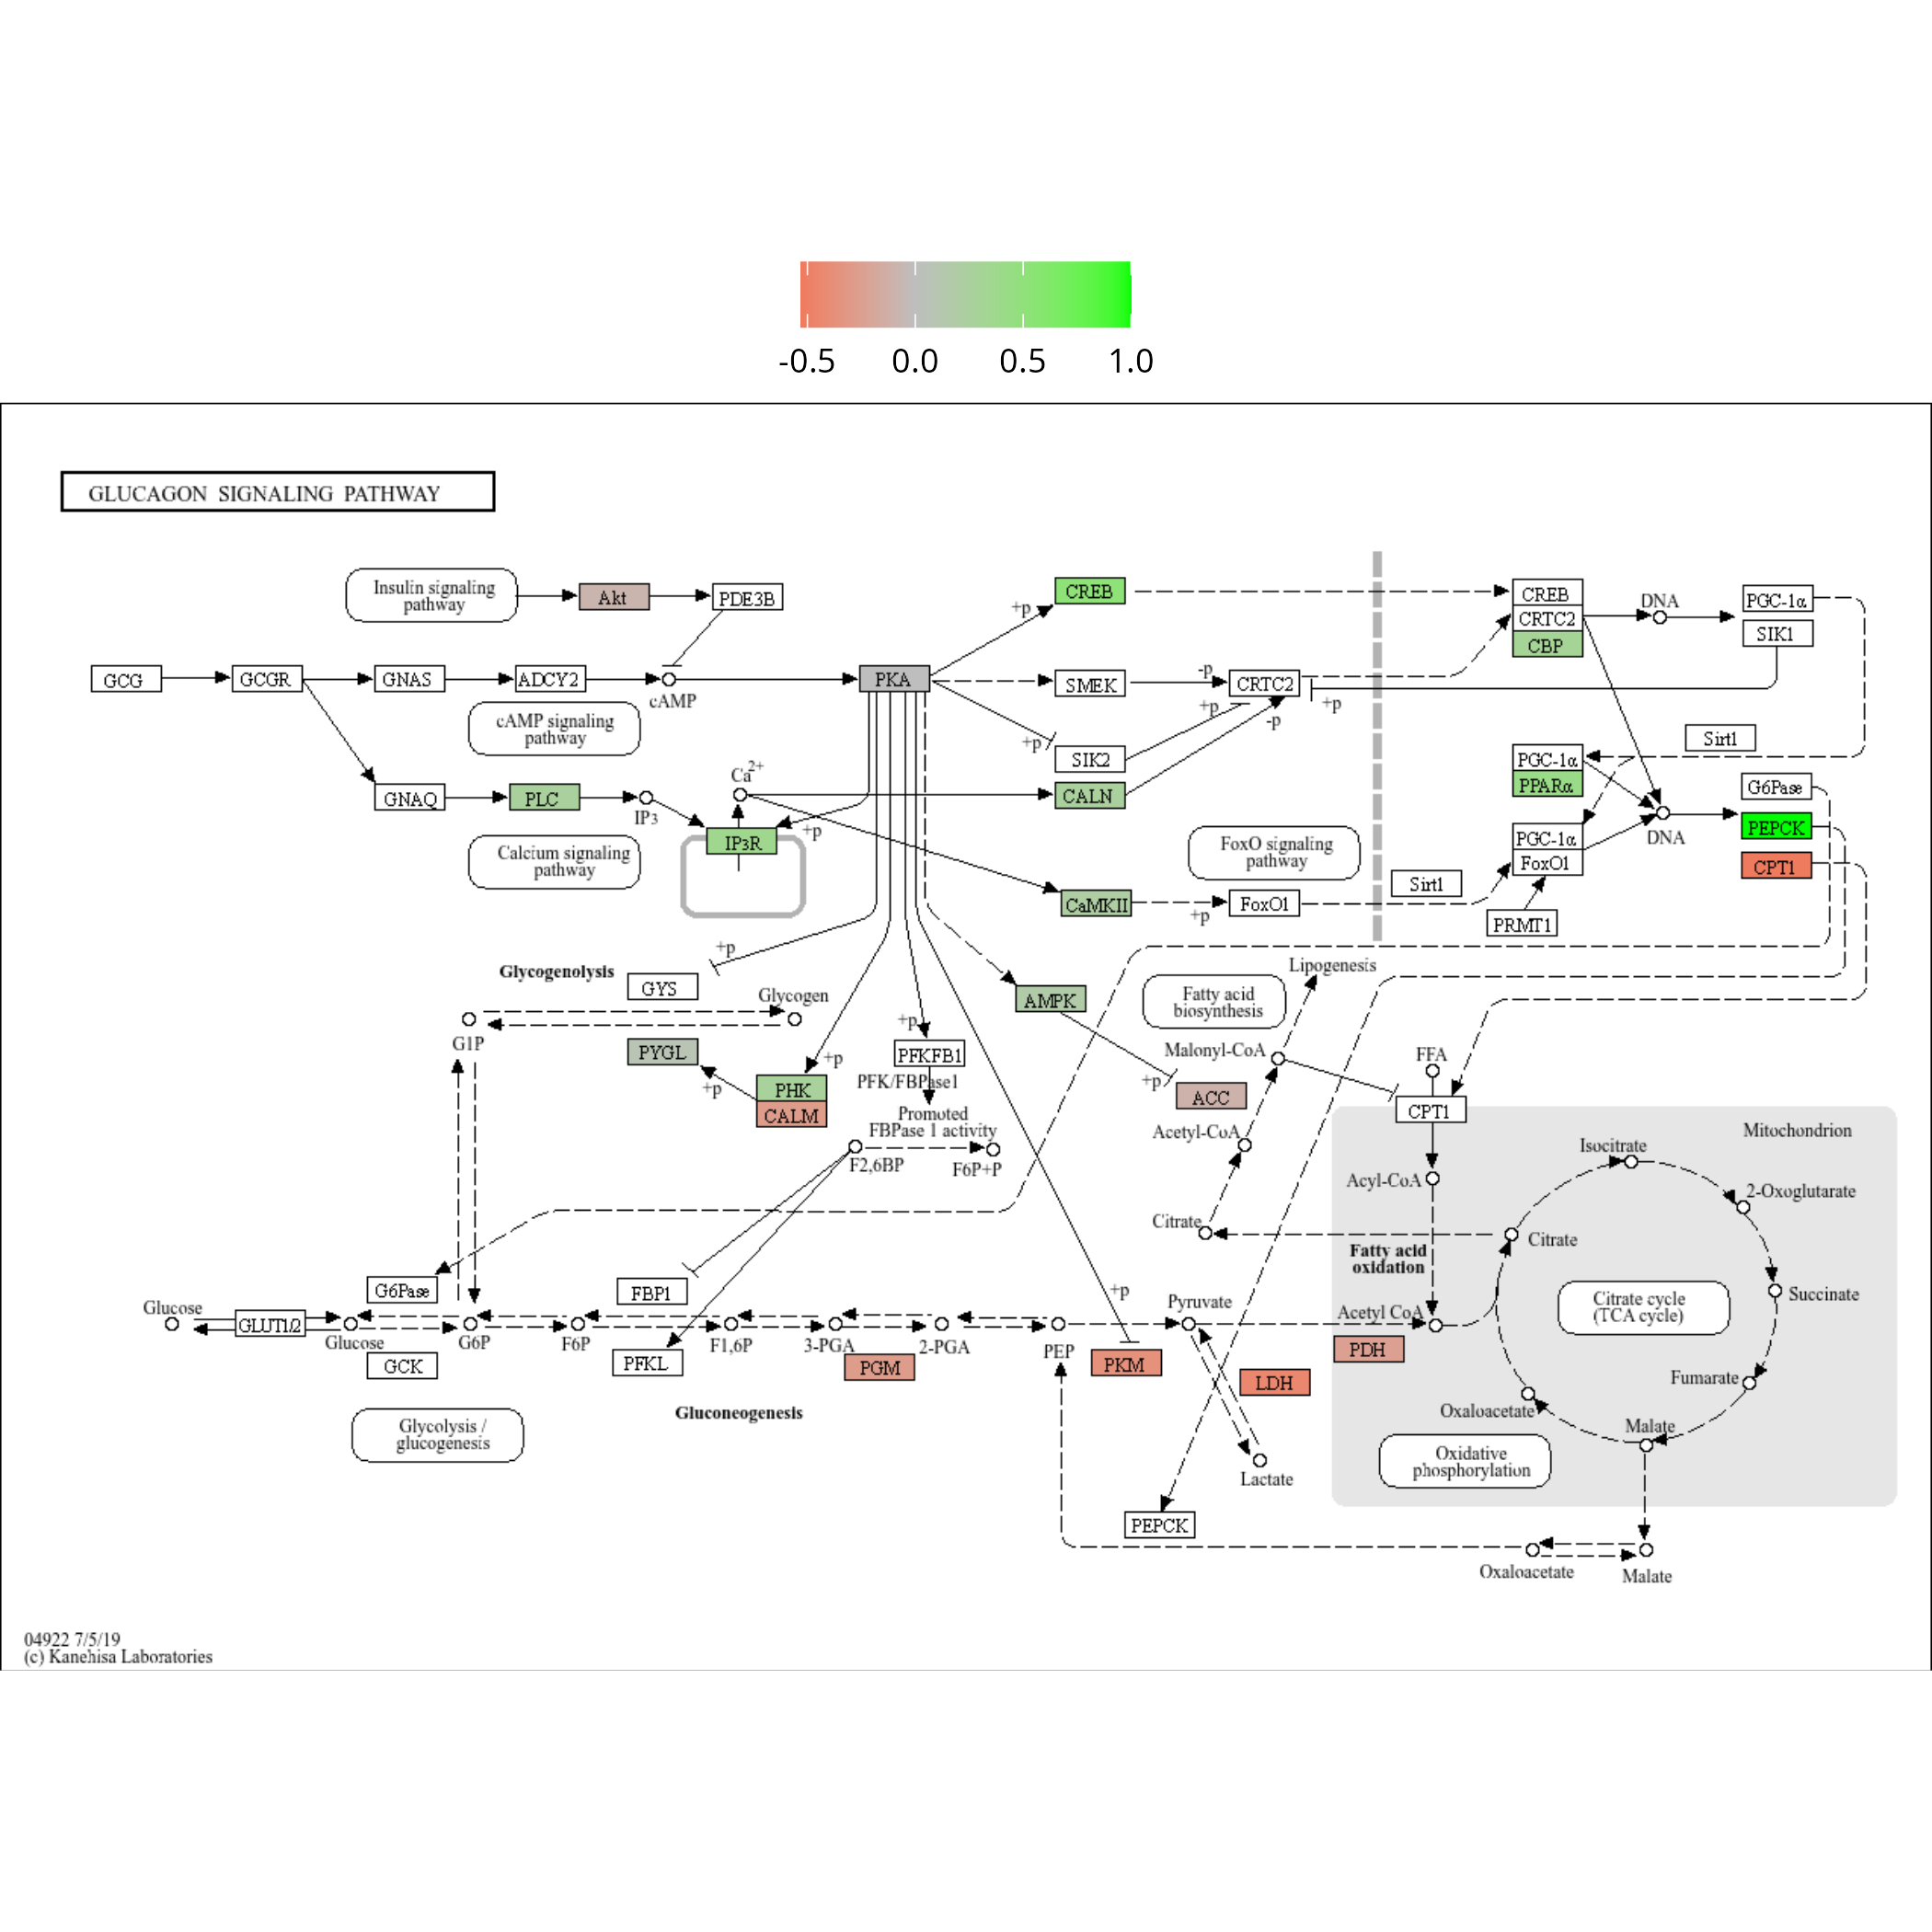 -0.5 0.0 0.5 1.0
GLUCAGON SIGNALING PATHWAY
Insulin signaling
pathway
Akt
PDE3B
+p
CREB
CREB
CRTC2
CBP
DNA
PGC-1α
SIK1
GCG
GCGR
GNAS
ADCY2
cAMP
PKA
SMEK
-p
CRTC2
+p
+p
-p
cAMP signaling
pathway
+p
SIK2
Sirt1
Ca2+
GNAQ
PLC
IP3
CALN
PGC-1α
PPARα
G6Pase
IP3R
+p
DNA
PEPCK
Calcium signaling
pathway
FoxO signaling
pathway
PGC-1α
FoxO1
CPT1
CaMKII
+p
FoxO1
Sirt1
PRMT1
+p
Glycogenolysis
GYS
Glycogen
G1P
AMPK
Lipogenesis
Fatty acid
biosynthesis
+p
PYGL
+p
PFKFB1
+p
PHK
CALM
PFK/FBPase1
Malonyl-CoA
FFA
+p
ACC
CPT1
Promoted
FBPase 1 activity
F2,6BP
F6P+P
Acetyl-CoA
Mitochondrion
Isocitrate
Acyl-CoA
2-Oxoglutarate
Citrate
Citrate
Fatty acid
oxidation
G6Pase
FBP1
+p
Citrate cycle
(TCA cycle)
Succinate
Glucose
GLUT1/2
Glucose
G6P
F6P
F1,6P
3-PGA
2-PGA
PEP
Pyruvate
Acetyl CoA
GCK
PFKL
PGM
PKM
LDH
PDH
Fumarate
Gluconeogenesis
Oxaloacetate
Malate
Glycolysis /
glucogenesis
Lactate
Oxidative
phosphorylation
PEPCK
Oxaloacetate
Malate
04922 7/5/19
(c) Kanehisa Laboratories